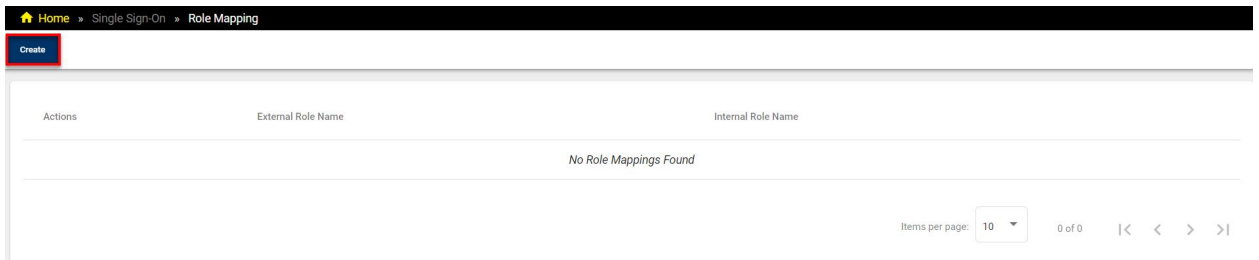 Home » Single Sign-On » Role Mapping
Create
Actions External Role Name Internal Role Name
No Role Mappings Found
Items per page: 10 0 of 0